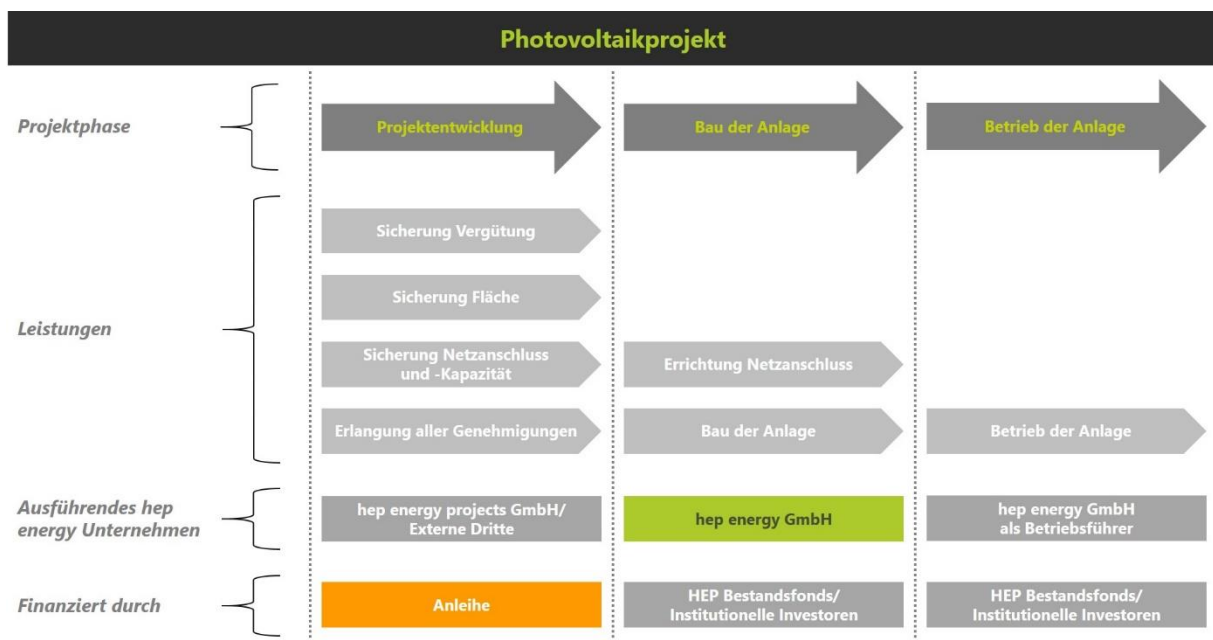 Photovoltaikprojekt
Projektphase
Projektentwicklung
Bau der Anlage
Betrieb der Anlage
Leistungen
Sicherung Vergütung
Sicherung Fläche
Sicherung Netzanschluss
und -Kapazität
Errichtung Netzanschluss
Erlangung aller Genehmigungen
Bau der Anlage
Betrieb der Anlage
Ausführendes hep
energy Unternehmen
hep energy projects GmbH/
Externe Dritte
hep energy GmbH
hep energy GmbH
als Betriebsführer
Finanziert durch
Anleihe
HEP Bestandsfonds/
Institutionelle Investoren
HEP Bestandsfonds/
Institutionelle Investoren